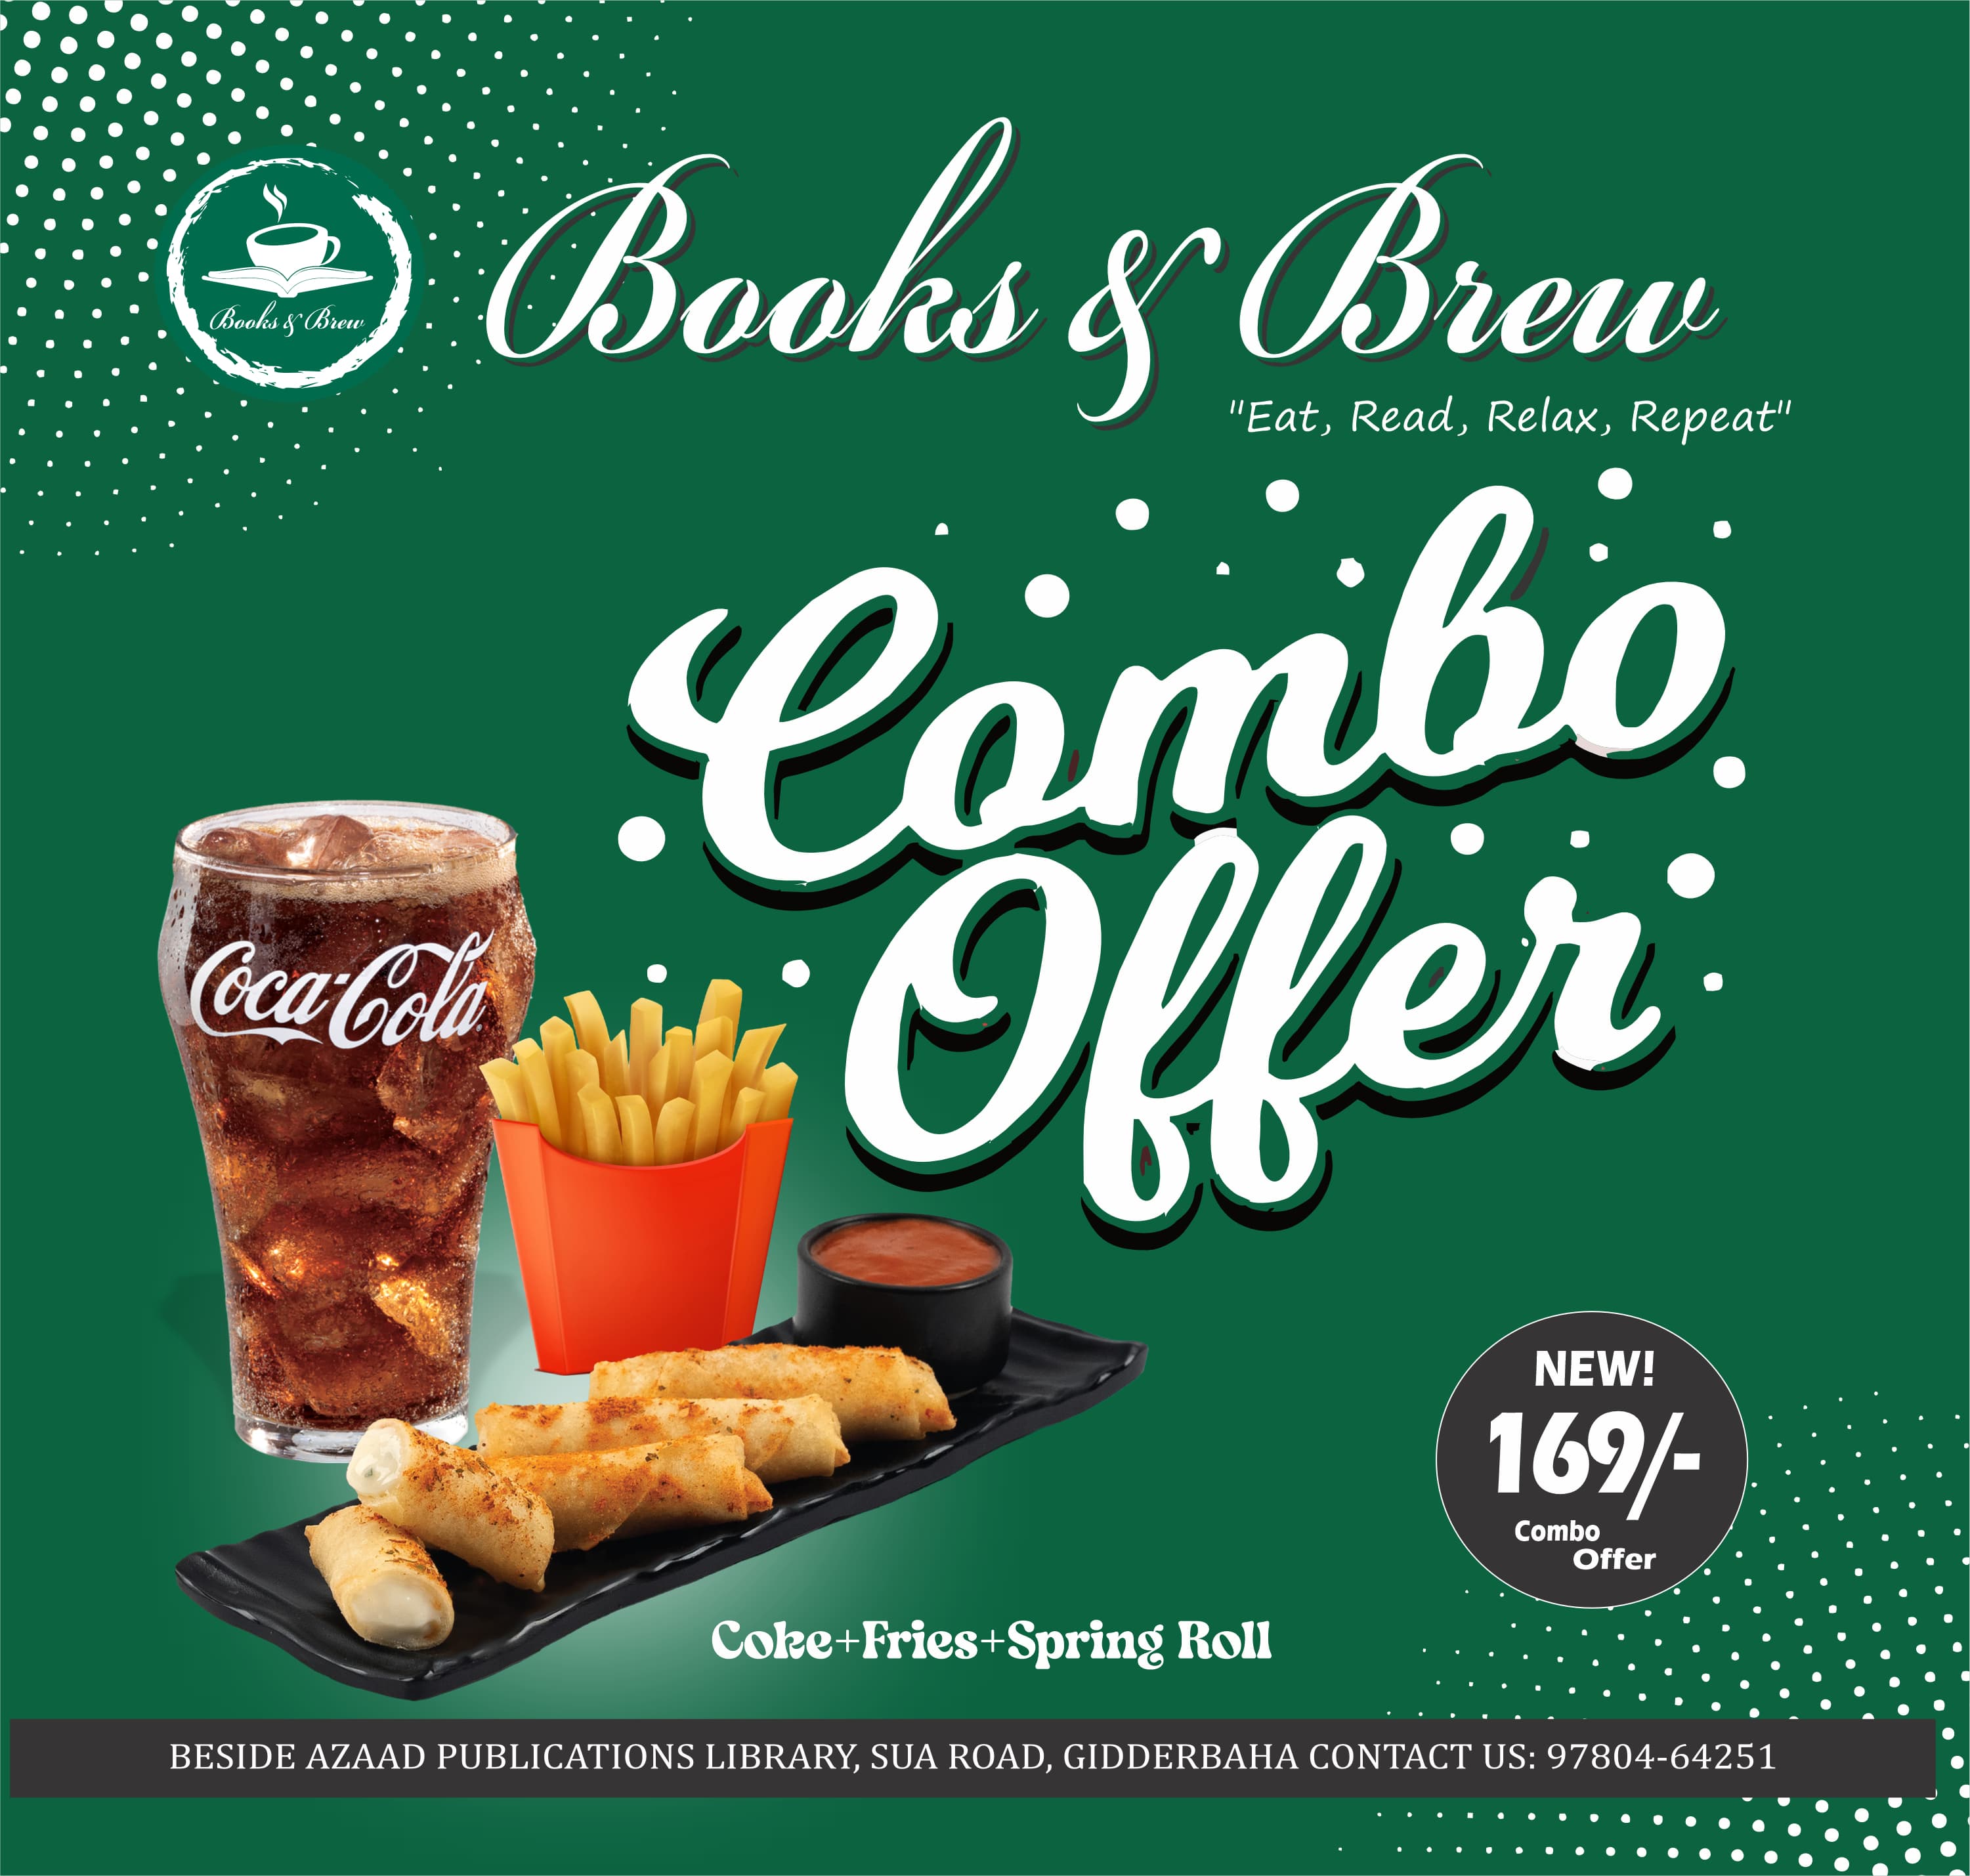 Books & Brew
Books & Brew
"Eat, Read, Relax, Repeat"
Combo
Offer
Coca-Cola
NEW!
169/-
Combo
Offer
Coke+Fries+Spring Roll
BESIDE AZAAD PUBLICATIONS LIBRARY, SUA ROAD, GIDDERBAHA CONTACT US: 97804-64251